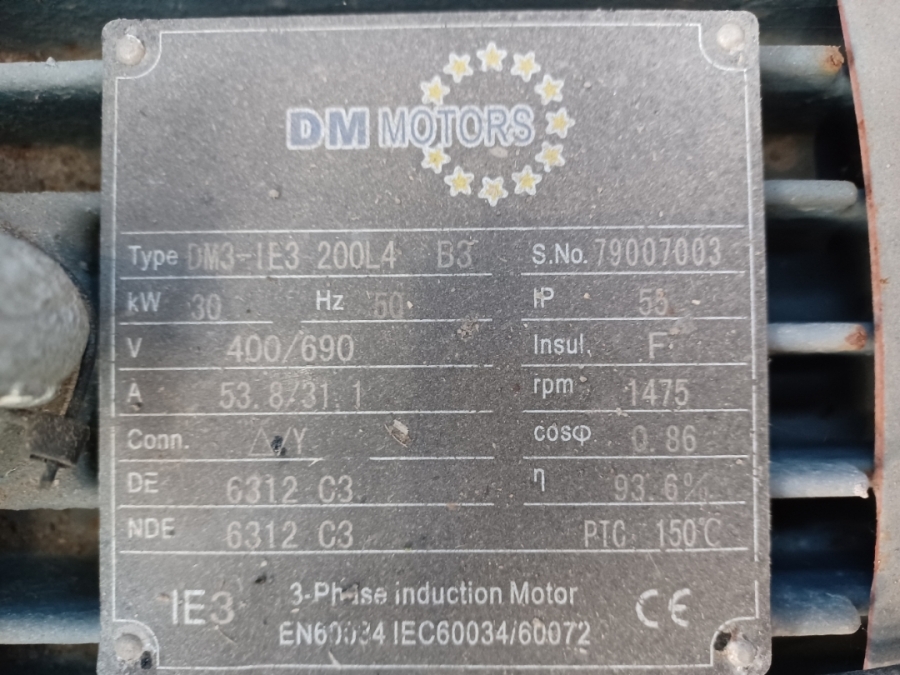 DM MOTORS
Type DM3-IE3 200L4 B3 S.No. 79007003
kW 30 Hz 50 IP 55
V 400/690 Insul. F
A 53.8/31.1 rpm 1475
Conn. △/Y cosφ 0.86
DE 6312 C3 η 93.6%
NDE 6312 C3 PTC 150℃
IE3 3-Phase induction Motor CE
EN60034 IEC60034/60072